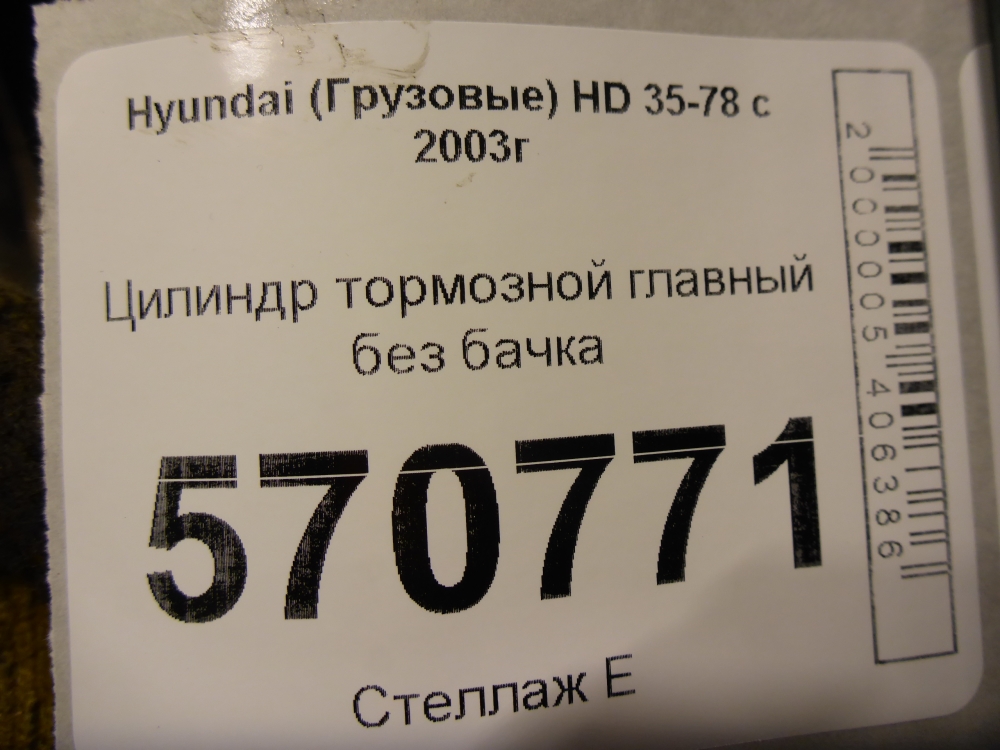 Hyundai (Грузовые) HD 35-78 с
2003г
Цилиндр тормозной главный
без бачка
570771
Стеллаж Е
2000005406386